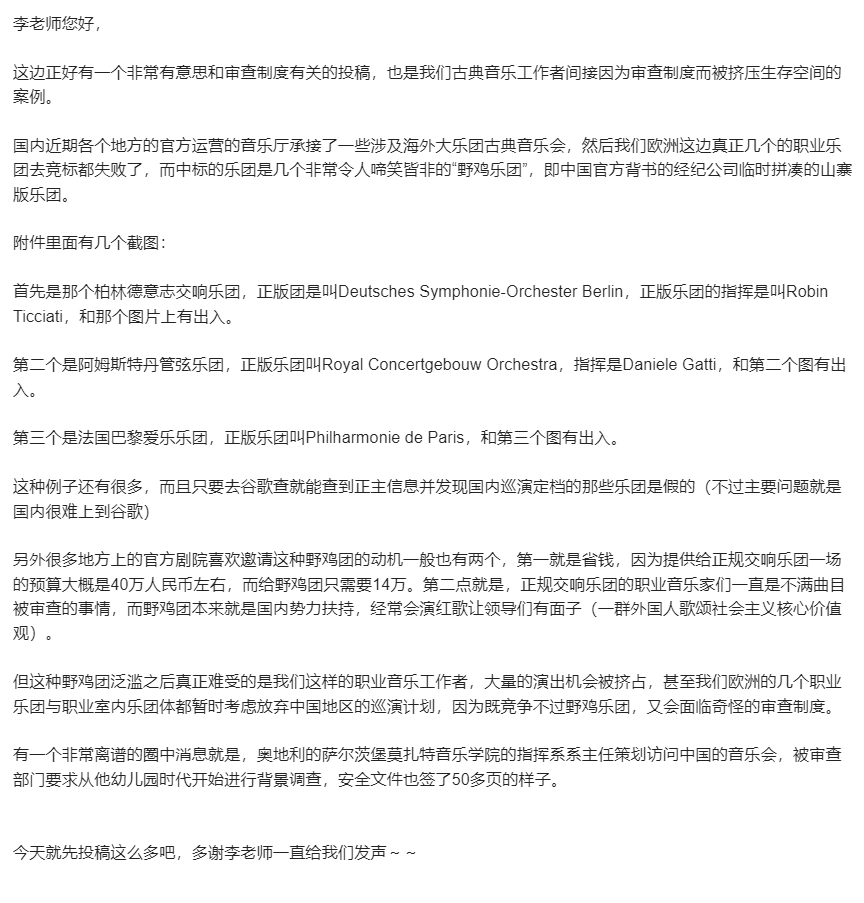 李老师您好，
这边正好有一个非常有意思和审查制度有关的投稿，也是我们古典音乐工作者间接因为审查制度而被挤压生存空间的
案例。
国内近期各个地方的官方运营的音乐厅承接了一些涉及海外大乐团古典音乐会，然后我们欧洲这边真正几个的职业乐
团去竞标都失败了，而中标的乐团是几个非常令人啼笑皆非的“野鸡乐团”，即中国官方背书的经纪公司临时拼凑的山寨
版乐团。
附件里面有几个截图：
首先是那个柏林德意志交响乐团，正版团是叫Deutsches Symphonie-Orchester Berlin，正版乐团的指挥是叫Robin
Ticciati，和那个图片上有出入。
第二个是阿姆斯特丹管弦乐团，正版乐团叫Royal Concertgebouw Orchestra，指挥是Daniele Gatti，和第二个图有出
入。
第三个是法国巴黎爱乐乐团，正版乐团叫Philharmonie de Paris，和第三个图有出入。
这种例子还有很多，而且只要去谷歌查就能查到正主信息并发现国内巡演定档的那些乐团是假的（不过主要问题就是
国内很难上到谷歌）
另外很多地方上的官方剧院喜欢邀请这种野鸡团的动机一般也有两个，第一就是省钱，因为提供给正规交响乐团一场
的预算大概是40万人民币左右，而给野鸡团只需要14万。第二点就是，正规交响乐团的职业音乐家们一直是不满曲目
被审查的事情，而野鸡团本来就是国内势力扶持，经常会演红歌让领导们有面子（一群外国人歌颂社会主义核心价值
观）。
但这种野鸡团泛滥之后真正难受的是我们这样的职业音乐工作者，大量的演出机会被挤占，甚至我们欧洲的几个职业
乐团与职业室内乐团体都暂时考虑放弃中国地区的巡演计划，因为既竞争不过野鸡乐团，又会面临奇怪的审查制度。
有一个非常离谱的圈中消息就是，奥地利的萨尔茨堡莫扎特音乐学院的指挥系系主任策划访问中国的音乐会，被审查
部门要求从他幼儿园时代开始进行背景调查，安全文件也签了50多页的样子。
今天就先投稿这么多吧，多谢李老师一直给我们发声～～